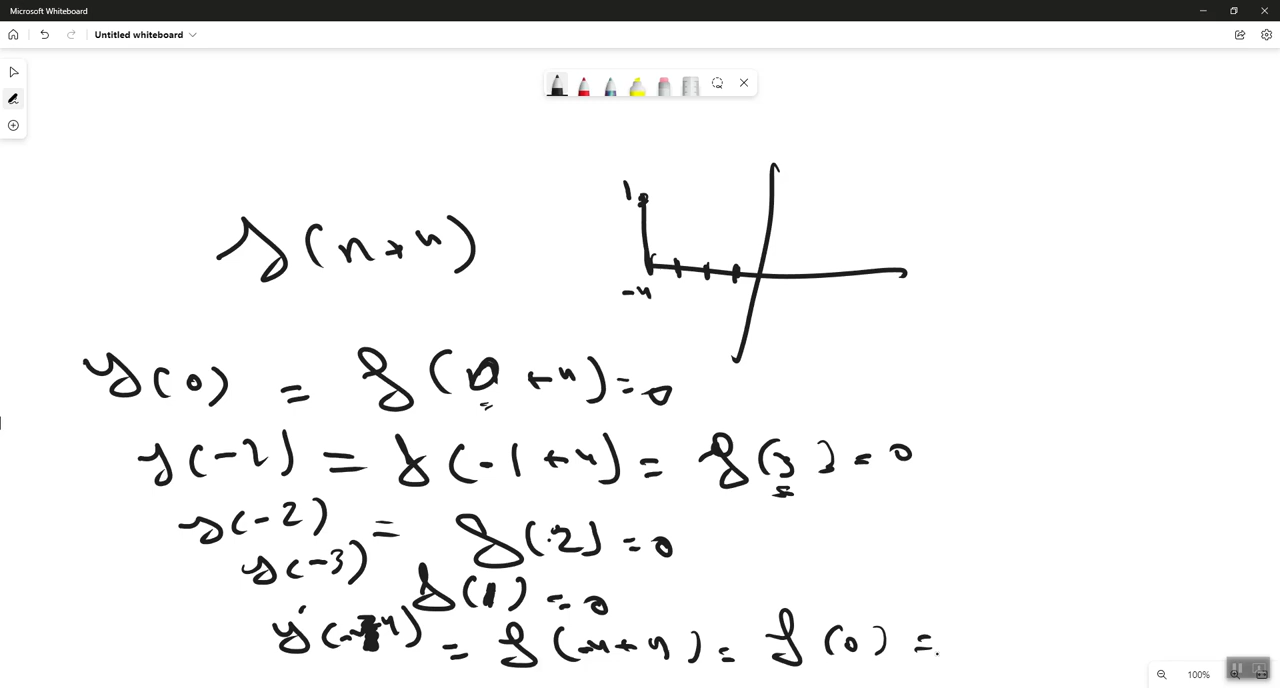 Microsoft Whiteboard
Untitled whiteboard
1
δ(n+4)
-4
y(0) = δ(0+4)=0
y(-2) = δ(-1+4) = δ(3)=0
y(-2) = δ(2)=0
y(-3) δ(1)=0
y(-4) = δ(-4+4) = δ(0) =
100%